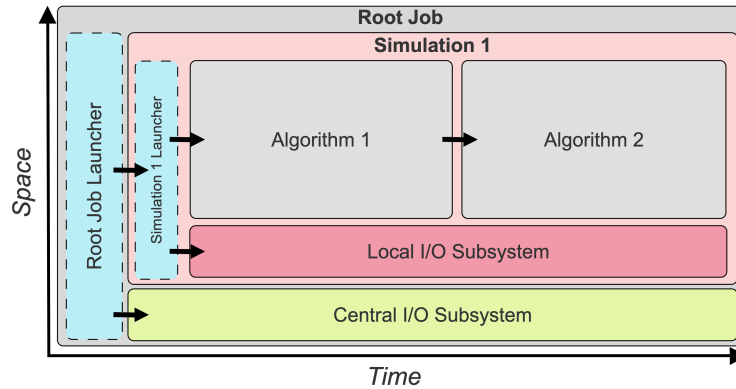 Root Job
Simulation 1
Root Job Launcher
Simulation 1 Launcher
Algorithm 1
Algorithm 2
Local I/O Subsystem
Central I/O Subsystem
Space
Time